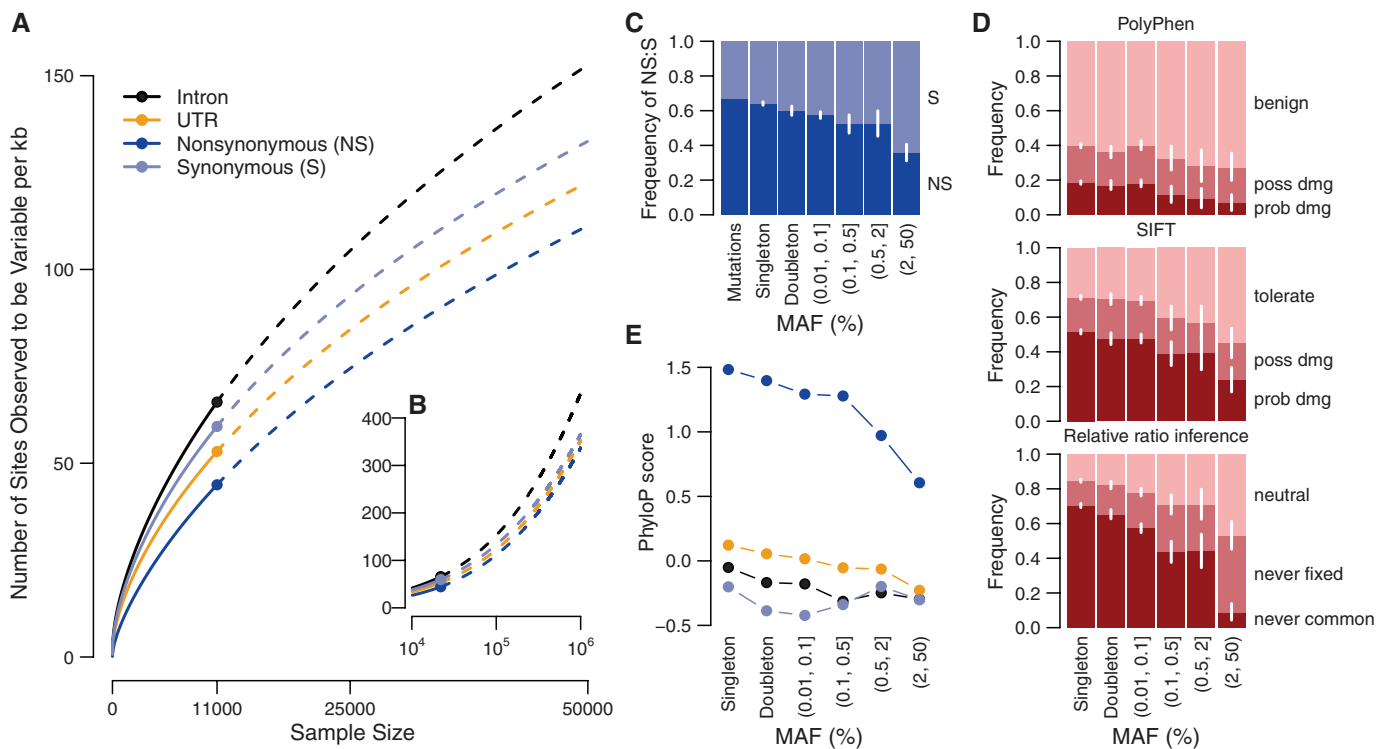 A
Number of Sites Observed to be Variable per kb
150
100
50
0
Intron
UTR
Nonsynonymous (NS)
Synonymous (S)
0
11000
25000
50000
Sample Size
B
400
300
200
100
0
10^4
10^5
10^6
C
Freqeuency of NS:S
1.0
0.8
0.6
0.4
0.2
0.0
S
NS
Mutations
Singleton
Doubleton
(0.01, 0.1]
(0.1, 0.5]
(0.5, 2]
(2, 50)
MAF (%)
E
PhyloP score
1.5
1.0
0.5
0.0
−0.5
Singleton
Doubleton
(0.01, 0.1]
(0.1, 0.5]
(0.5, 2]
(2, 50)
MAF (%)
D
PolyPhen
Frequency
1.0
0.8
0.6
0.4
0.2
0.0
benign
poss dmg
prob dmg
SIFT
Frequency
1.0
0.8
0.6
0.4
0.2
0.0
tolerate
poss dmg
prob dmg
Relative ratio inference
Frequency
1.0
0.8
0.6
0.4
0.2
0.0
neutral
never fixed
never common
Singleton
Doubleton
(0.01, 0.1]
(0.1, 0.5]
(0.5, 2]
(2, 50)
MAF (%)